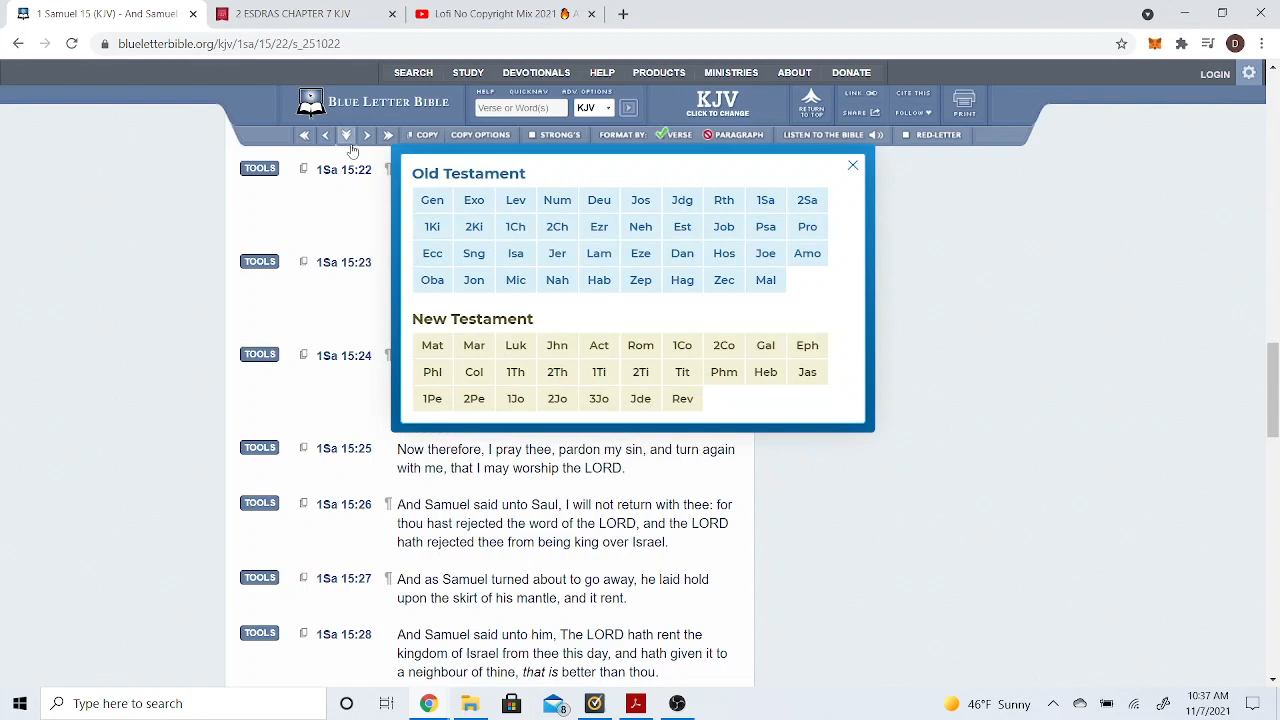 1 Samuel 15 (KJV) - And Samuel
2 ESDRAS CHAPTER 7 KJV
Lofi No Copyright Mix 2021
blueletterbible.org/kjv/1sa/15/22/s_251022
D
SEARCH STUDY DEVOTIONALS HELP PRODUCTS MINISTRIES ABOUT DONATE
LOGIN
BLUE LETTER BIBLE
HELP QUICKNAV ADV. OPTIONS
Verse or Word(s) KJV
KJV
CLICK TO CHANGE
RETURN
TO TOP
LINK CITE THIS
SHARE FOLLOW
PRINT
COPY COPY OPTIONS STRONG'S FORMAT BY: VERSE PARAGRAPH LISTEN TO THE BIBLE RED-LETTER
TOOLS 1Sa 15:22 ¶
TOOLS 1Sa 15:23
TOOLS 1Sa 15:24 ¶
Old Testament
Gen Exo Lev Num Deu Jos Jdg Rth 1Sa 2Sa
1Ki 2Ki 1Ch 2Ch Ezr Neh Est Job Psa Pro
Ecc Sng Isa Jer Lam Eze Dan Hos Joe Amo
Oba Jon Mic Nah Hab Zep Hag Zec Mal
New Testament
Mat Mar Luk Jhn Act Rom 1Co 2Co Gal Eph
Phl Col 1Th 2Th 1Ti 2Ti Tit Phm Heb Jas
1Pe 2Pe 1Jo 2Jo 3Jo Jde Rev
TOOLS 1Sa 15:25 Now therefore, I pray thee, pardon my sin, and turn again
with me, that I may worship the LORD.
TOOLS 1Sa 15:26 ¶ And Samuel said unto Saul, I will not return with thee: for
thou hast rejected the word of the LORD, and the LORD
hath rejected thee from being king over Israel.
TOOLS 1Sa 15:27 ¶ And as Samuel turned about to go away, he laid hold
upon the skirt of his mantle, and it rent.
TOOLS 1Sa 15:28 And Samuel said unto him, The LORD hath rent the
kingdom of Israel from thee this day, and hath given it to
a neighbour of thine, that is better than thou.
Type here to search
8
46°F Sunny
10:37 AM
11/7/2021